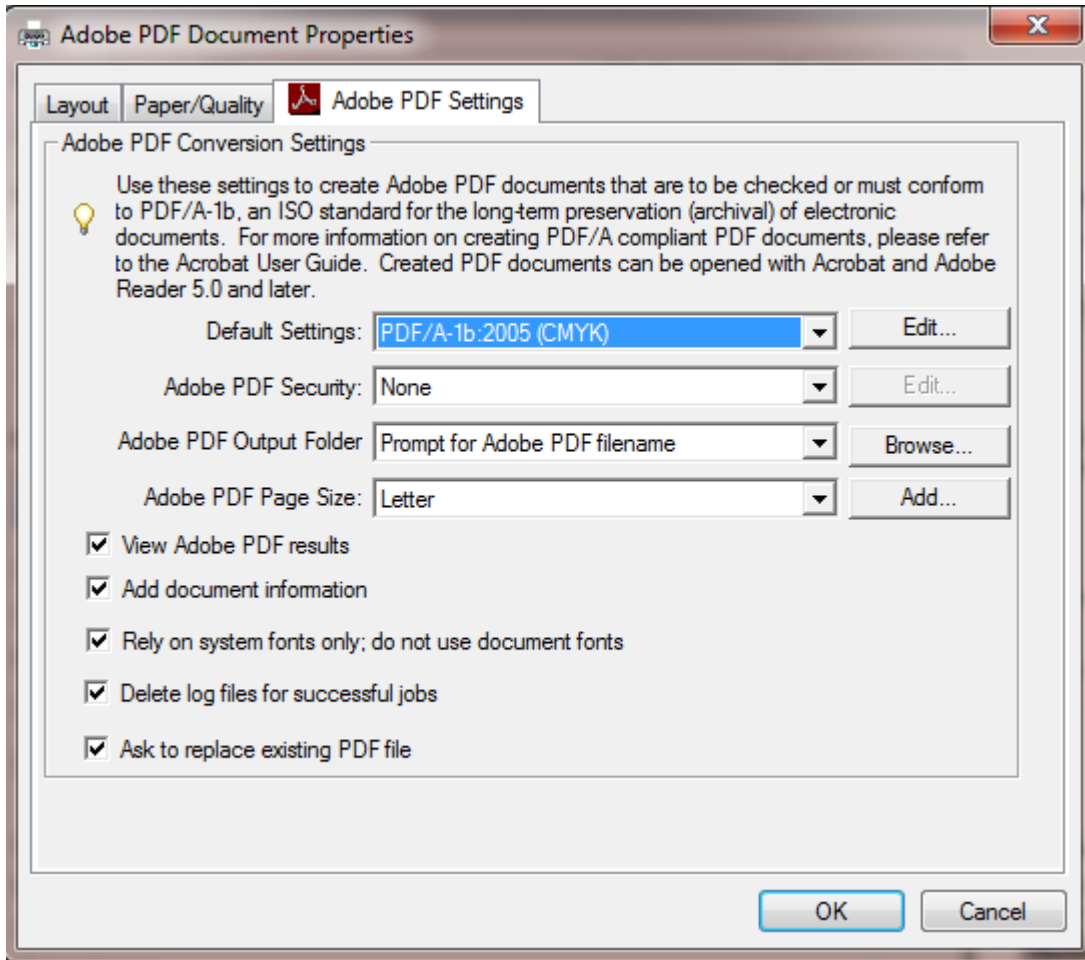 Adobe PDF Document Properties
Layout Paper/Quality Adobe PDF Settings
Adobe PDF Conversion Settings
Use these settings to create Adobe PDF documents that are to be checked or must conform
to PDF/A-1b, an ISO standard for the long-term preservation (archival) of electronic
documents. For more information on creating PDF/A compliant PDF documents, please refer
to the Acrobat User Guide. Created PDF documents can be opened with Acrobat and Adobe
Reader 5.0 and later.
Default Settings: PDF/A-1b:2005 (CMYK) Edit...
Adobe PDF Security: None Edit...
Adobe PDF Output Folder Prompt for Adobe PDF filename Browse...
Adobe PDF Page Size: Letter Add...
View Adobe PDF results
Add document information
Rely on system fonts only; do not use document fonts
Delete log files for successful jobs
Ask to replace existing PDF file
OK Cancel